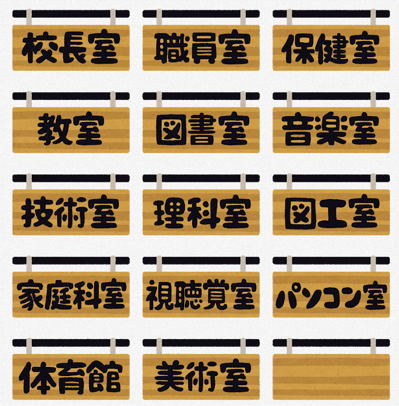 校長室
職員室
保健室
教室
図書室
音楽室
技術室
理科室
図工室
家庭科室
視聴覚室
パソコン室
体育館
美術室